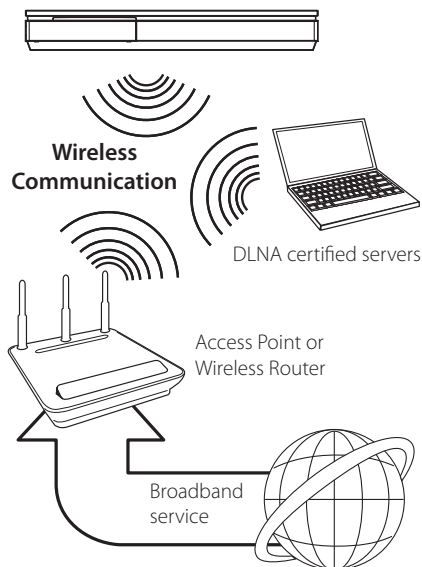 Wireless
Communication
DLNA certified servers
Access Point or
Wireless Router
Broadband
service